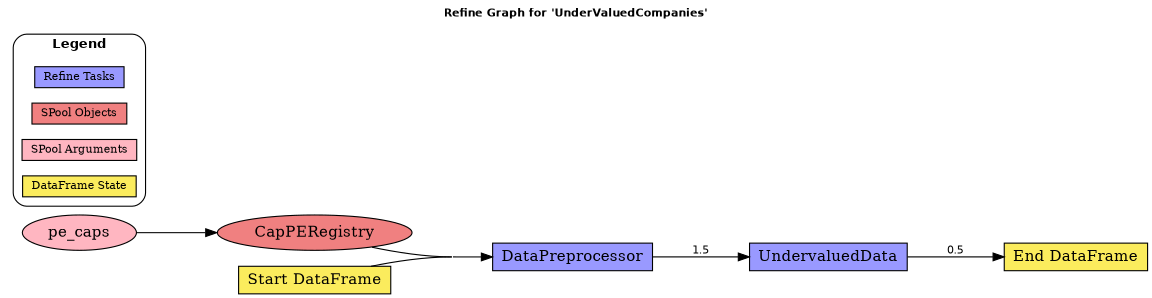 Refine Graph for 'UnderValuedCompanies'
Legend
Refine Tasks
SPool Objects
SPool Arguments
DataFrame State
pe_caps
CapPERegistry
Start DataFrame
DataPreprocessor
1.5
UndervaluedData
0.5
End DataFrame